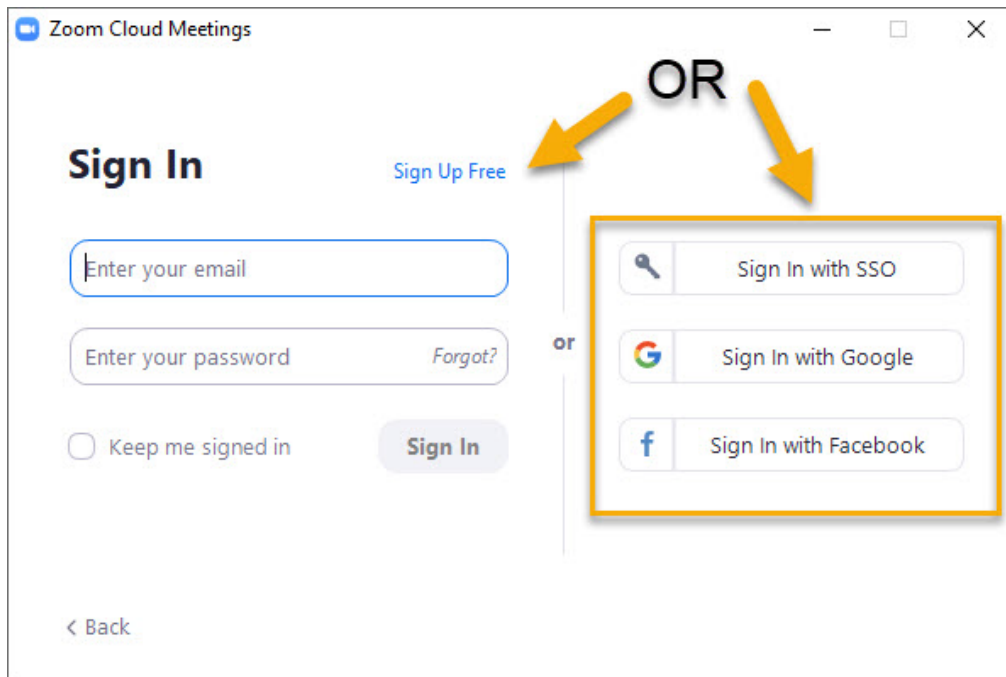 Zoom Cloud Meetings
OR
Sign In
Sign Up Free
Enter your email
Enter your password
Forgot?
Keep me signed in
Sign In
or
Sign In with SSO
Sign In with Google
Sign In with Facebook
Back